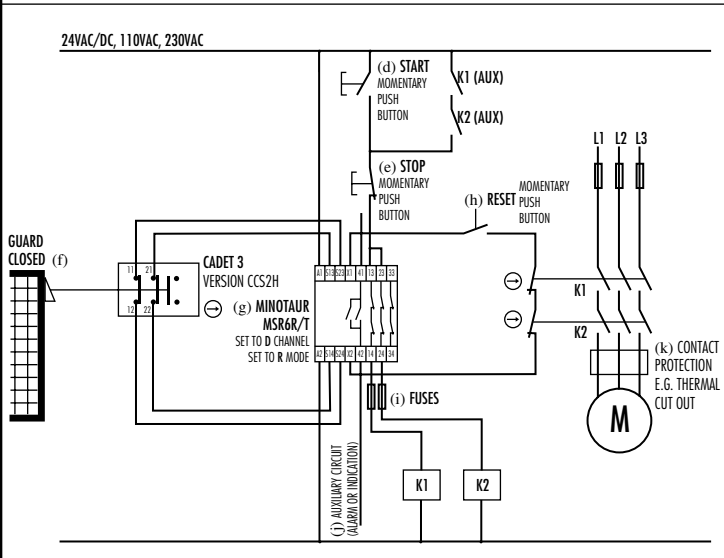 24VAC/DC, 110VAC, 230VAC
(d) START
MOMENTARY
PUSH
BUTTON
K1 (AUX)
K2 (AUX)
L1 L2 L3
(e) STOP
MOMENTARY
PUSH
BUTTON
(h) RESET
MOMENTARY
PUSH
BUTTON
GUARD
CLOSED (f)
11 21
12 22
CADET 3
VERSION CCS2H
(g) MINOTAUR
MSR6R/T
SET TO D CHANNEL
SET TO R MODE
A1 S13 S23 X1 41 13 23 33
A2 S14 S24 X2 42 14 24 34
K1
K2
(k) CONTACT
PROTECTION
E.G. THERMAL
CUT OUT
M
(i) FUSES
(j) AUXILIARY CIRCUIT
(ALARM OR INDICATION)
K1
K2